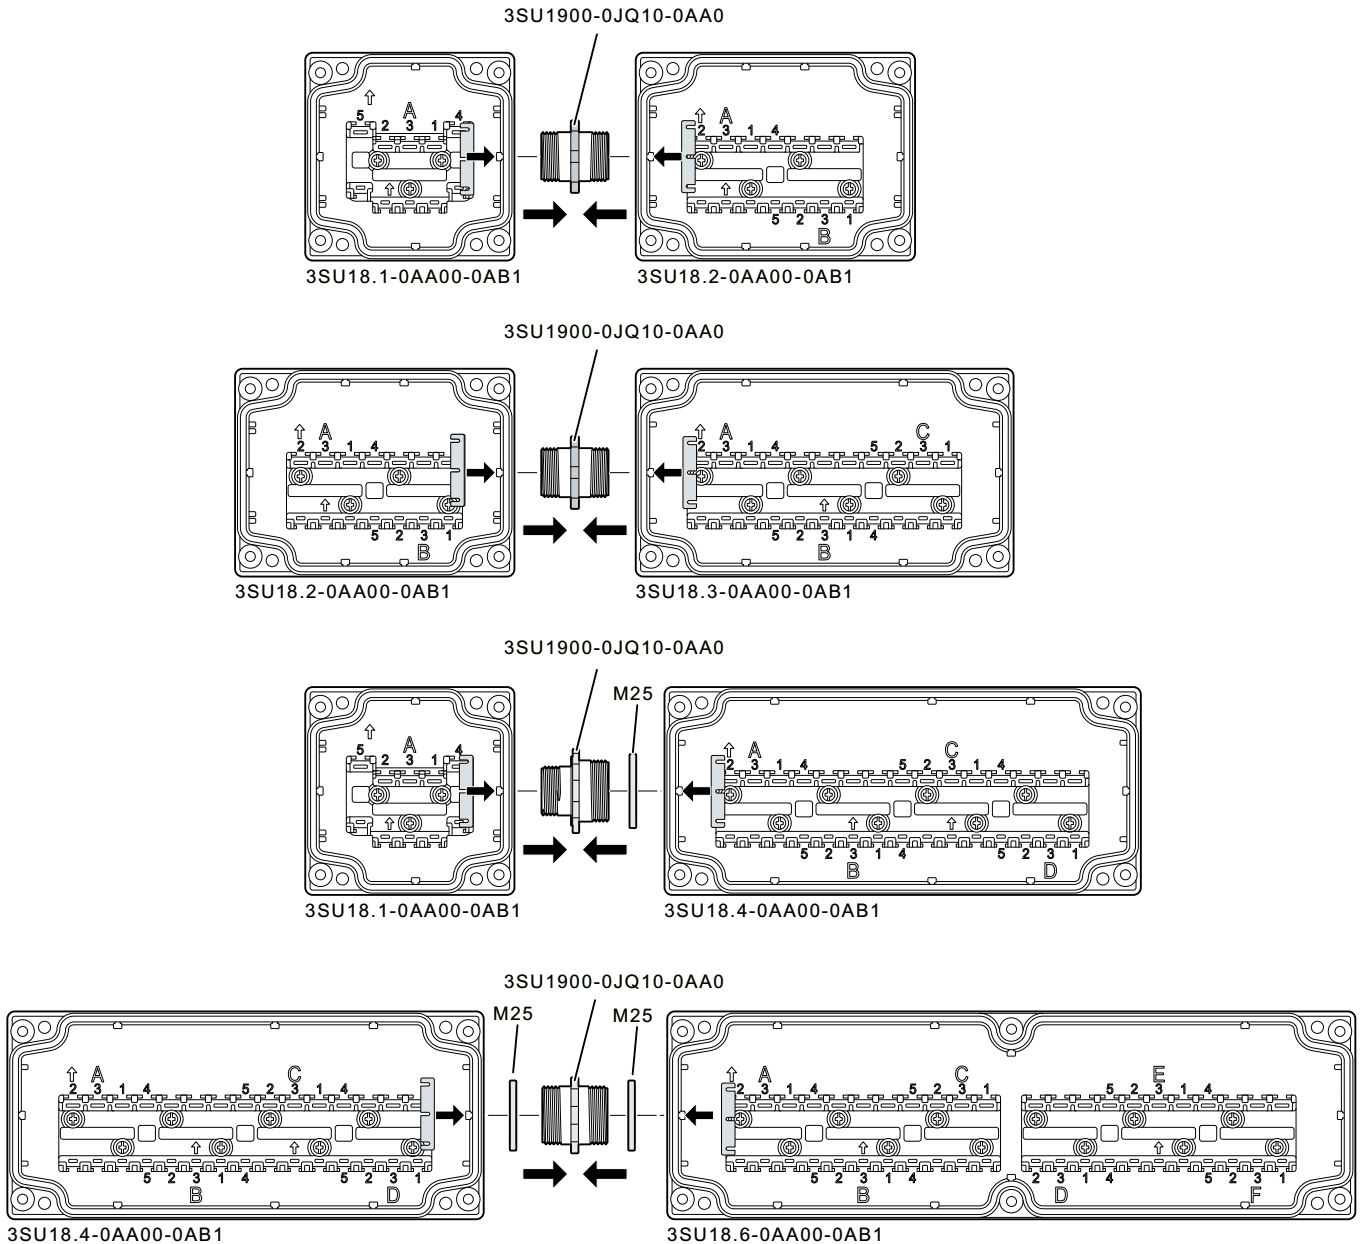 3SU1900-0JQ10-0AA0
A
5 2 3 1 4
3SU18.1-0AA00-0AB1
A
2 3 1 4
5 2 3 1
B
3SU18.2-0AA00-0AB1
3SU1900-0JQ10-0AA0
A
2 3 1 4
5 2 3 1
B
3SU18.2-0AA00-0AB1
A C
2 3 1 4 5 2 3 1
5 2 3 1 4
B
3SU18.3-0AA00-0AB1
3SU1900-0JQ10-0AA0
M25
A
5 2 3 1 4
3SU18.1-0AA00-0AB1
A C
2 3 1 4 5 2 3 1 4
5 2 3 1 4 5 2 3 1
B D
3SU18.4-0AA00-0AB1
3SU1900-0JQ10-0AA0
M25 M25
A C
2 3 1 4 5 2 3 1 4
5 2 3 1 4 5 2 3 1
B D
3SU18.4-0AA00-0AB1
A C E
2 3 1 4 5 2 3 1 5 2 3 1 4
5 2 3 1 4 2 3 1 4 5 2 3 1
B D F
3SU18.6-0AA00-0AB1